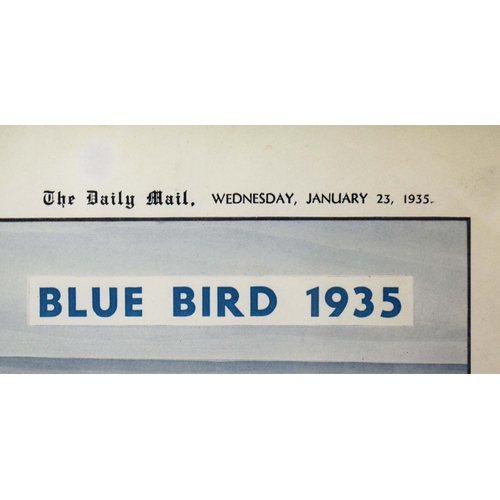 The Daily Mail, WEDNESDAY, JANUARY 23, 1935.
BLUE BIRD 1935